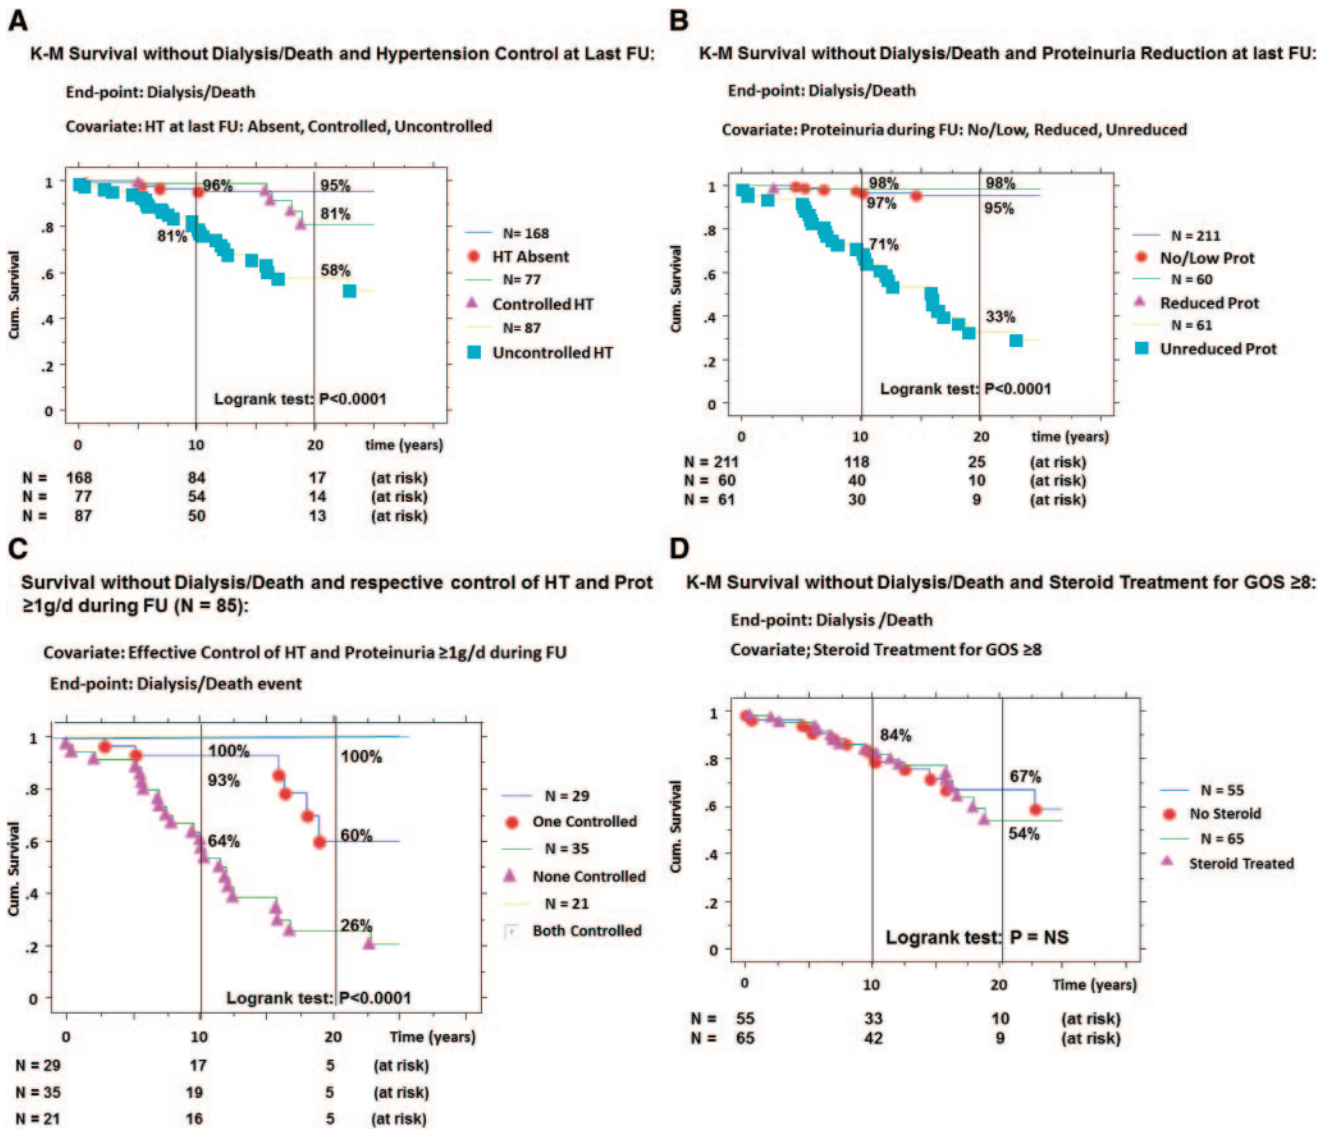 A
K-M Survival without Dialysis/Death and Hypertension Control at Last FU:
End-point: Dialysis/Death
Covariate: HT at last FU: Absent, Controlled, Uncontrolled
Cum. Survival
1
.8
.6
.4
.2
0
96%
95%
81%
81%
58%
N= 168
HT Absent
N= 77
Controlled HT
N= 87
Uncontrolled HT
Logrank test: P<0.0001
0 10 20 time (years)
N = 168 84 17 (at risk)
N = 77 54 14 (at risk)
N = 87 50 13 (at risk)
B
K-M Survival without Dialysis/Death and Proteinuria Reduction at last FU:
End-point: Dialysis/Death
Covariate: Proteinuria during FU: No/Low, Reduced, Unreduced
Cum. Survival
1
.8
.6
.4
.2
0
98% 98%
97% 95%
71%
33%
N = 211
No/Low Prot
N = 60
Reduced Prot
N = 61
Unreduced Prot
Logrank test: P<0.0001
0 10 20 time (years)
N = 211 118 25 (at risk)
N = 60 40 10 (at risk)
N = 61 30 9 (at risk)
C
Survival without Dialysis/Death and respective control of HT and Prot
≥1g/d during FU (N = 85):
Covariate: Effective Control of HT and Proteinuria ≥1g/d during FU
End-point: Dialysis/Death event
Cum. Survival
1
.8
.6
.4
.2
0
100% 100%
93%
64% 60%
26%
N = 29
One Controlled
N = 35
None Controlled
N = 21
Both Controlled
Logrank test: P<0.0001
0 10 20 Time (years)
N = 29 17 5 (at risk)
N = 35 19 5 (at risk)
N = 21 16 5 (at risk)
D
K-M Survival without Dialysis/Death and Steroid Treatment for GOS ≥8:
End-point: Dialysis /Death
Covariate; Steroid Treatment for GOS ≥8
Cum. Survival
1
.8
.6
.4
.2
0
84%
67%
54%
N = 55
No Steroid
N = 65
Steroid Treated
Logrank test: P = NS
0 10 20 Time (years)
N = 55 33 10 (at risk)
N = 65 42 9 (at risk)